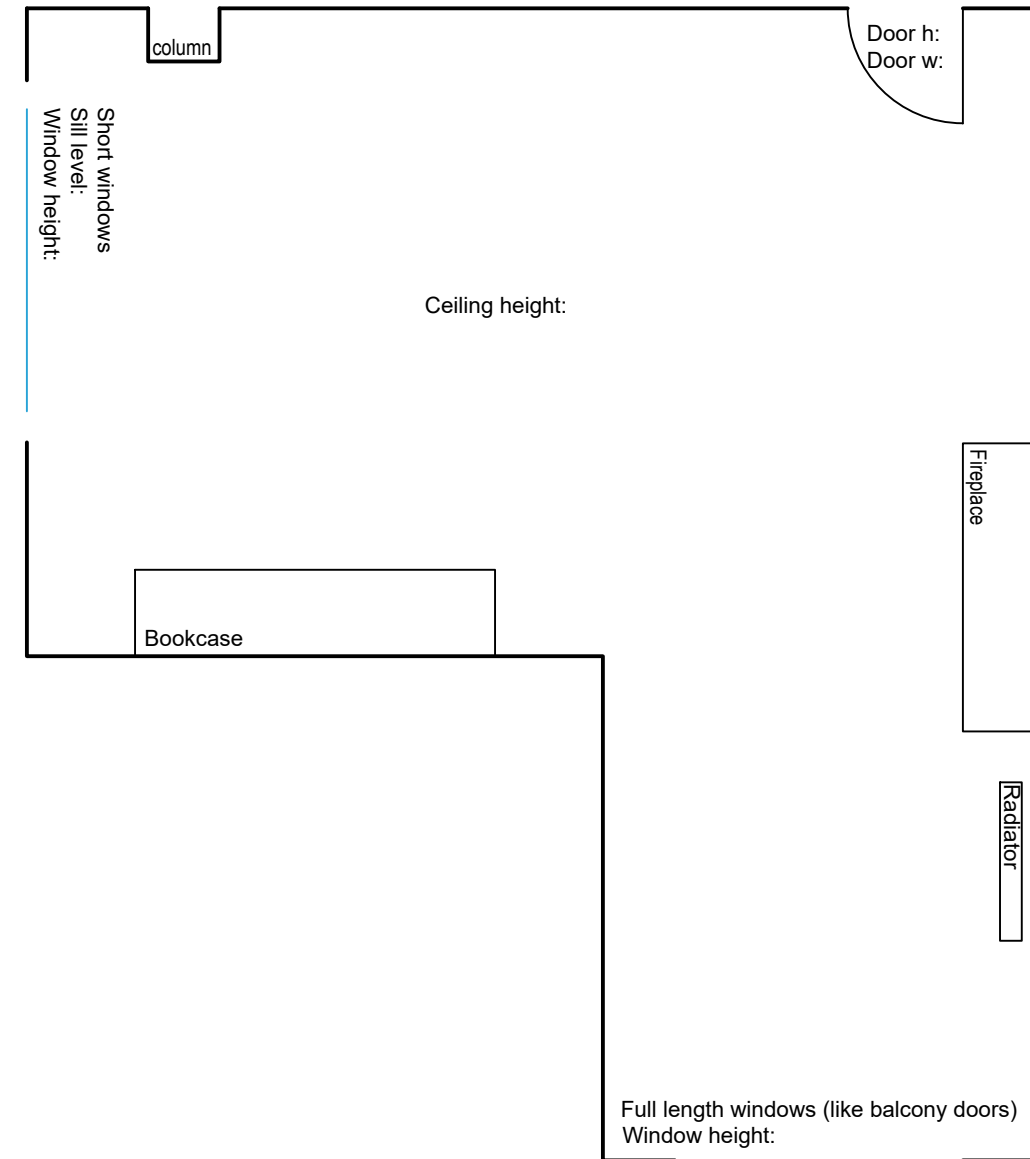 column
Door h:
Door w:
Short windows
Sill level:
Window height:
Ceiling height:
Fireplace
Bookcase
Radiator
Full length windows (like balcony doors)
Window height: